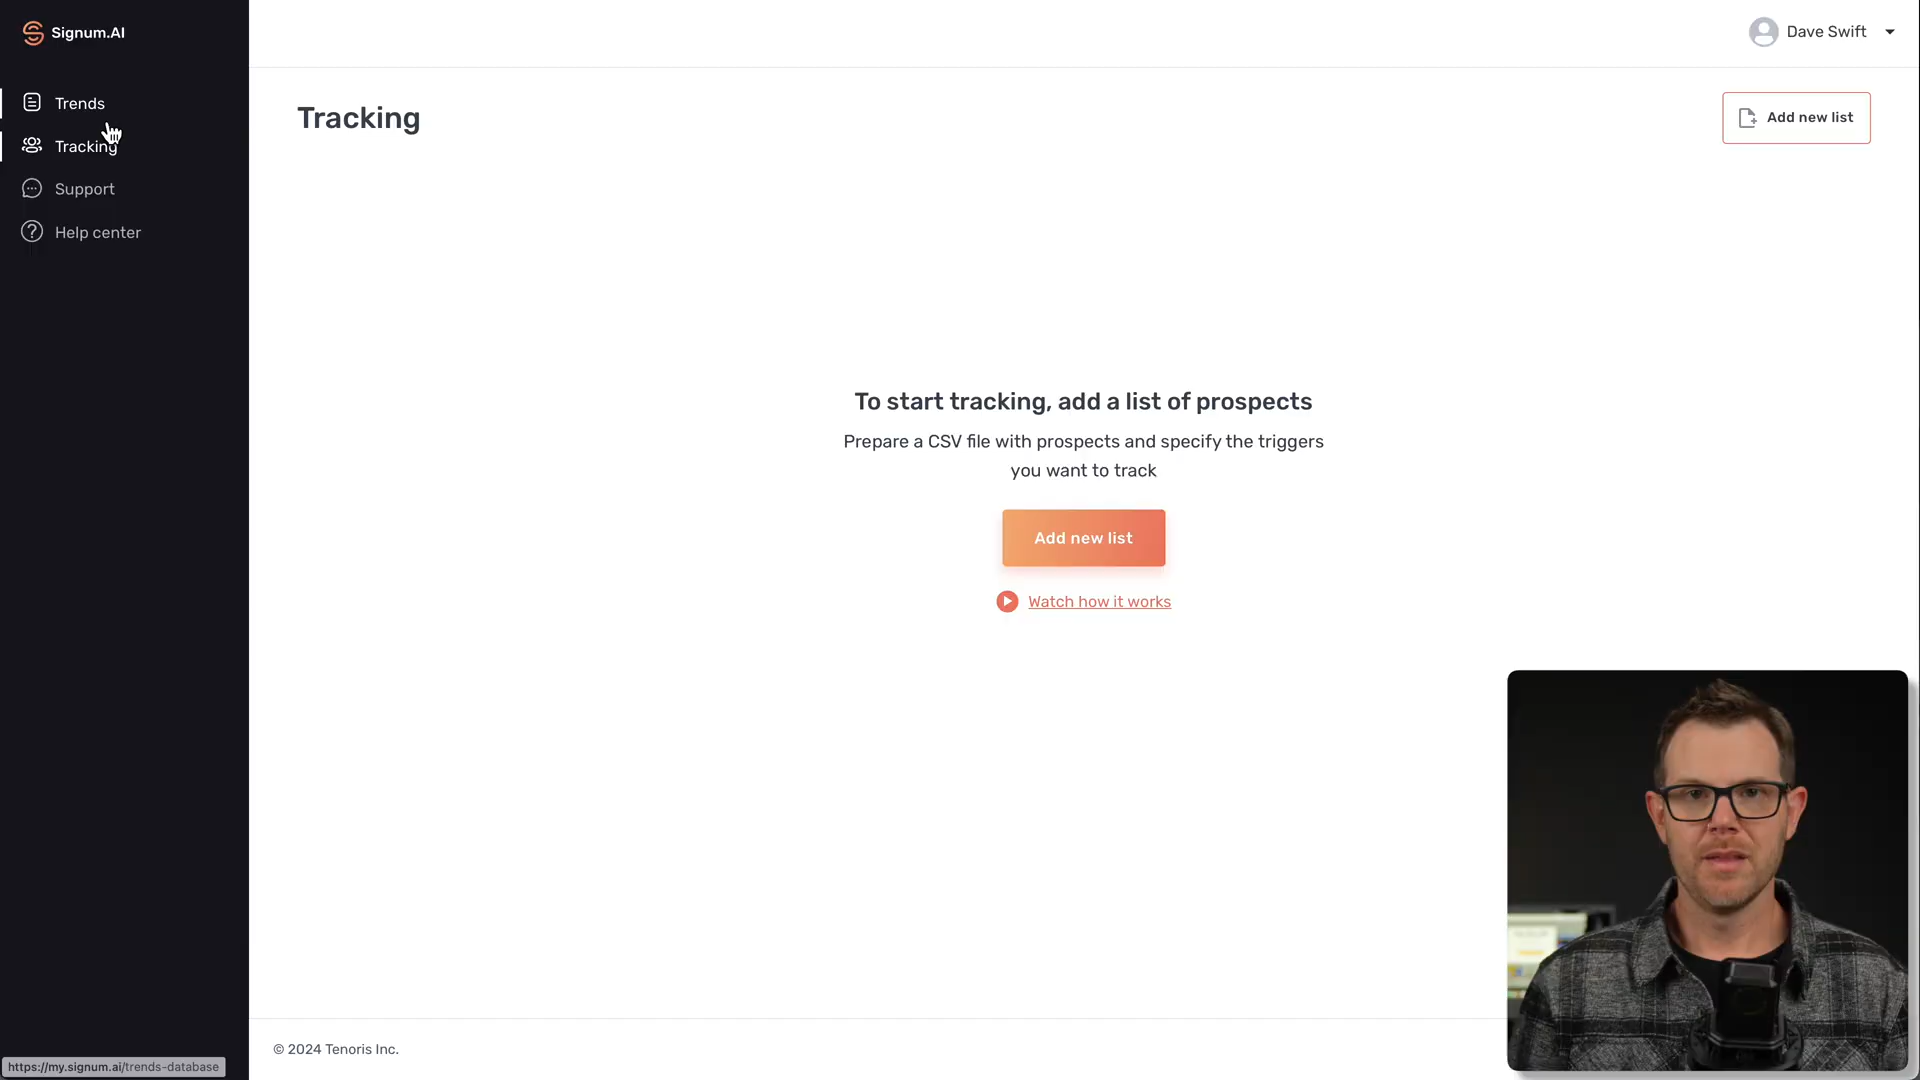 Signum.AI
Dave Swift
Trends
Tracking
Support
Help center
Tracking
Add new list
To start tracking, add a list of prospects
Prepare a CSV file with prospects and specify the triggers
you want to track
Add new list
Watch how it works
© 2024 Tenoris Inc.
https://my.signum.ai/trends-database